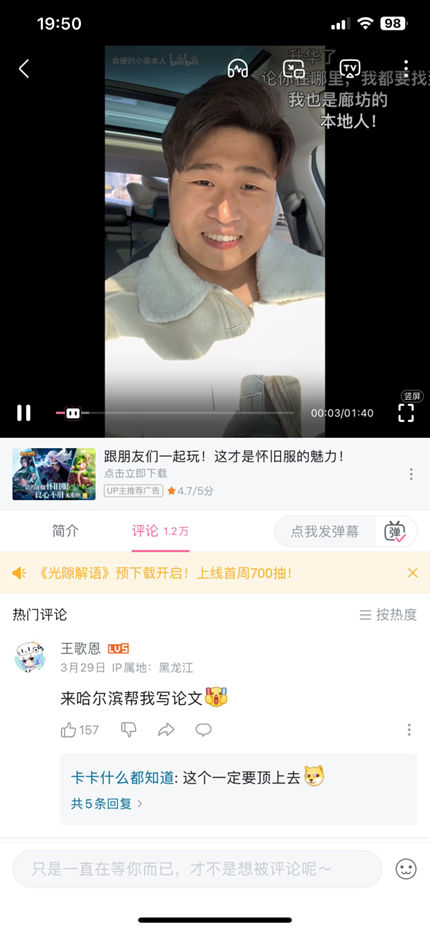 19:50
98
命硬的小裴本人 bilibili
TV
论你在哪里，我都要找到
我也是廊坊的
本地人！
00:03/01:40
竖屏
跟朋友们一起玩！这才是怀旧服的魅力！
点击立即下载
UP主推荐广告 4.7/5分
简介
评论 1.2万
点我发弹幕
弹
《光隙解语》预下载开启！上线首周700抽！
热门评论
按热度
王歌恩 LV5
3月29日 IP属地：黑龙江
来哈尔滨帮我写论文
157
卡卡什么都知道: 这个一定要顶上去
共5条回复
只是一直在等你而已，才不是想被评论呢～